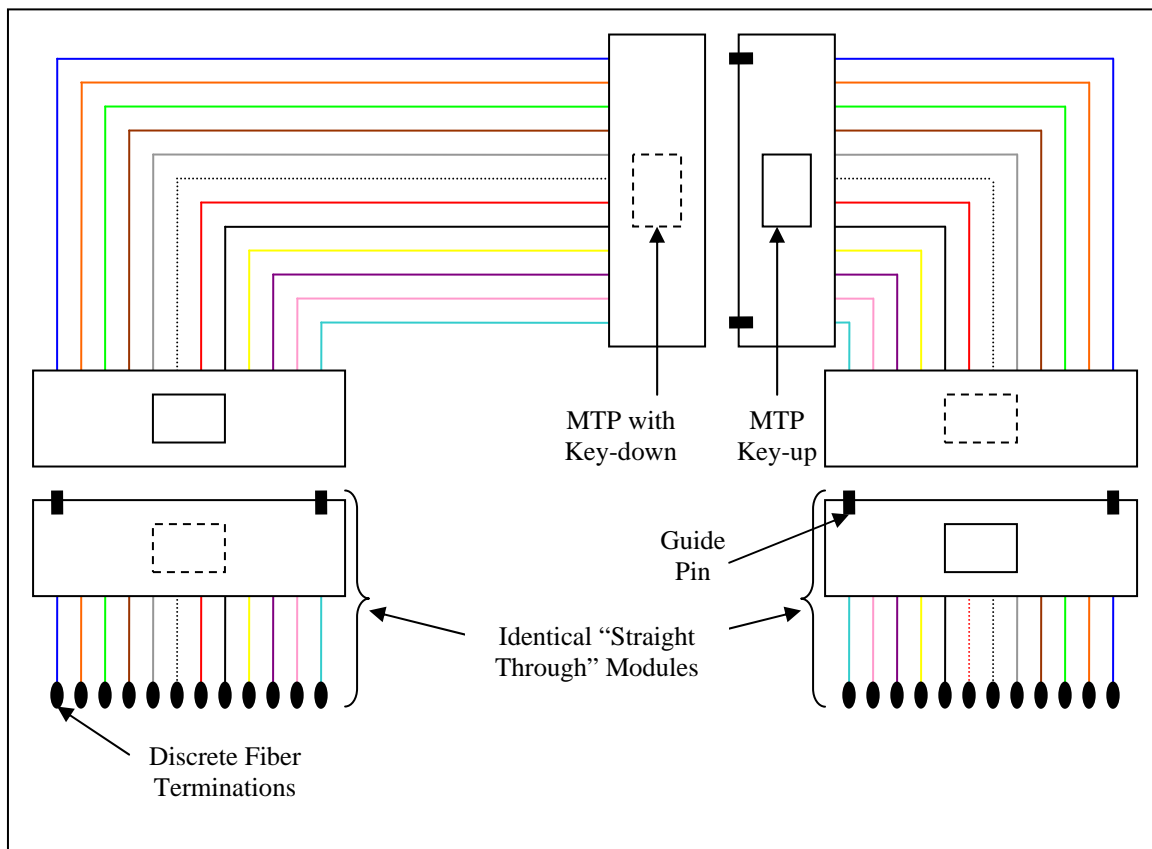 MTP with
Key-down
MTP
Key-up
Guide
Pin
Identical “Straight
Through” Modules
Discrete Fiber
Terminations